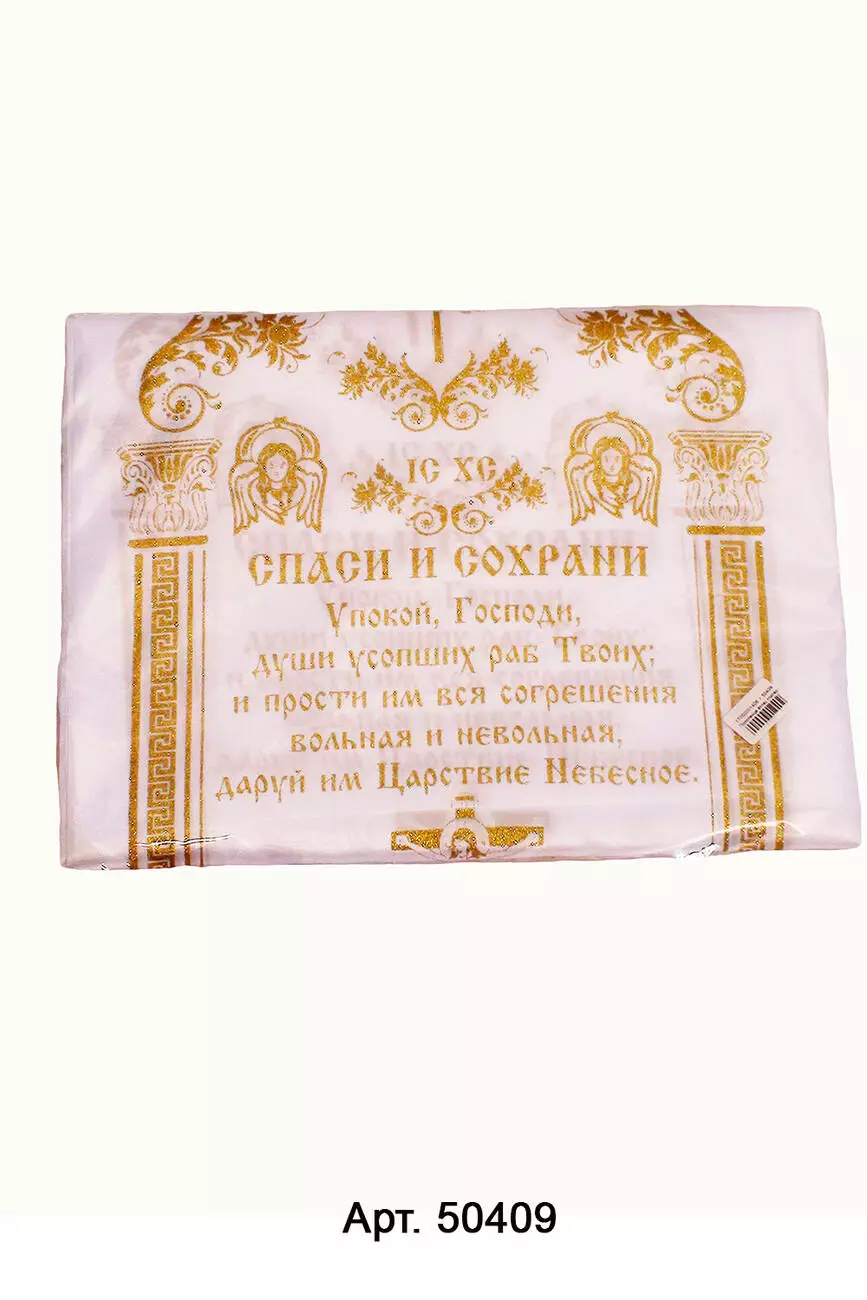 IC XC
СПАСИ И СОХРАНИ
Упокой, Господи,
души усопших раб Твоих;
и прости им вся согрешения
вольная и невольная,
даруй им Царствие Небесное.
Арт. 50409